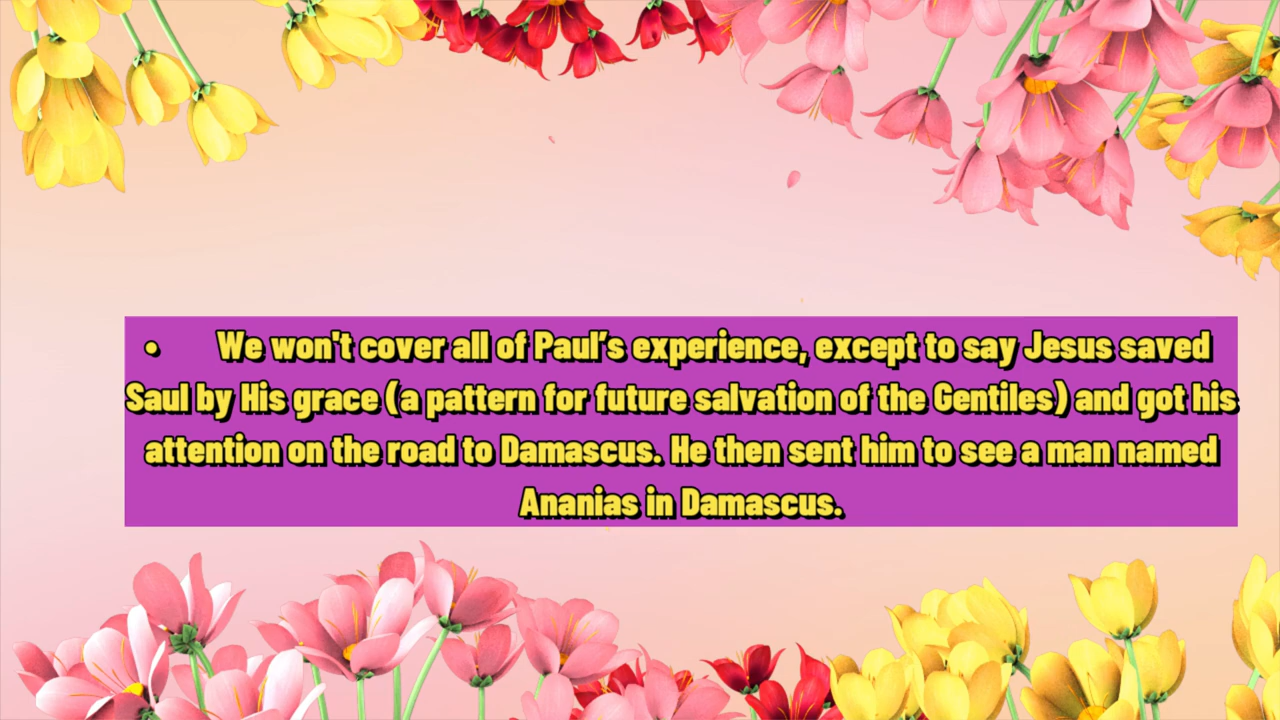 • We won't cover all of Paul’s experience, except to say Jesus saved
Saul by His grace (a pattern for future salvation of the Gentiles) and got his
attention on the road to Damascus. He then sent him to see a man named
Ananias in Damascus.